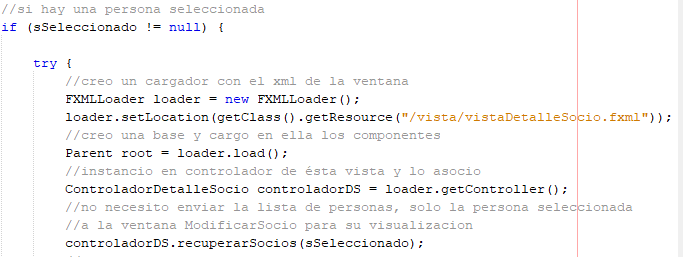 //si hay una persona seleccionada
if (sSeleccionado != null) {
try {
//creo un cargador con el xml de la ventana
FXMLLoader loader = new FXMLLoader();
loader.setLocation(getClass().getResource("/vista/vistaDetalleSocio.fxml"));
//creo una base y cargo en ella los componentes
Parent root = loader.load();
//instancio en controlador de ésta vista y lo asocio
ControladorDetalleSocio controladorDS = loader.getController();
//no necesito enviar la lista de personas, solo la persona seleccionada
//a la ventana ModificarSocio para su visualizacion
controladorDS.recuperarSocios(sSeleccionado);